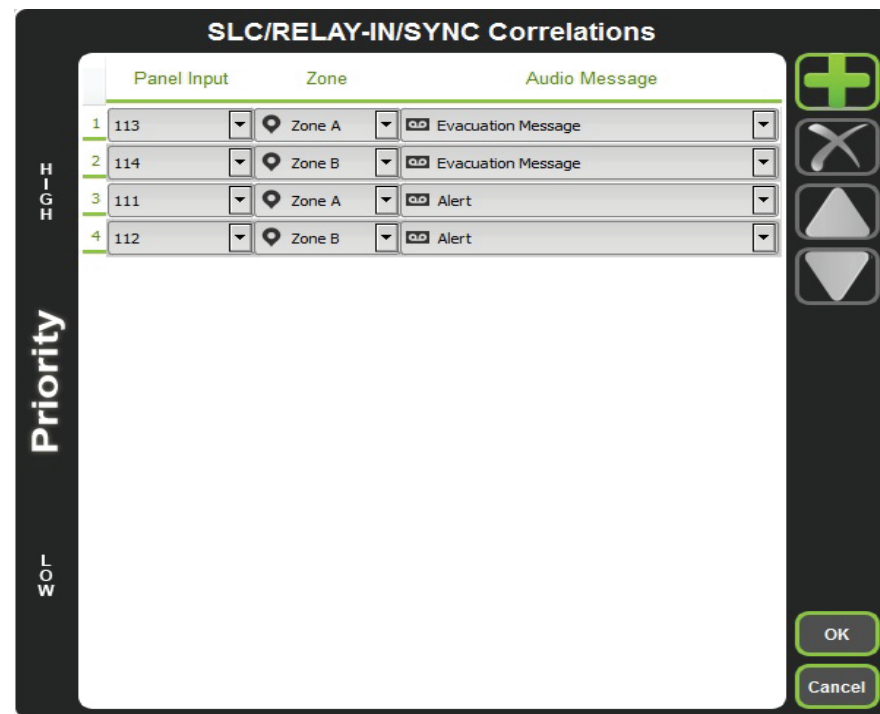 SLC/RELAY-IN/SYNC Correlations
Panel Input Zone Audio Message
1 113 Zone A Evacuation Message
2 114 Zone B Evacuation Message
3 111 Zone A Alert
4 112 Zone B Alert
HIGH
Priority
LOW
OK
Cancel